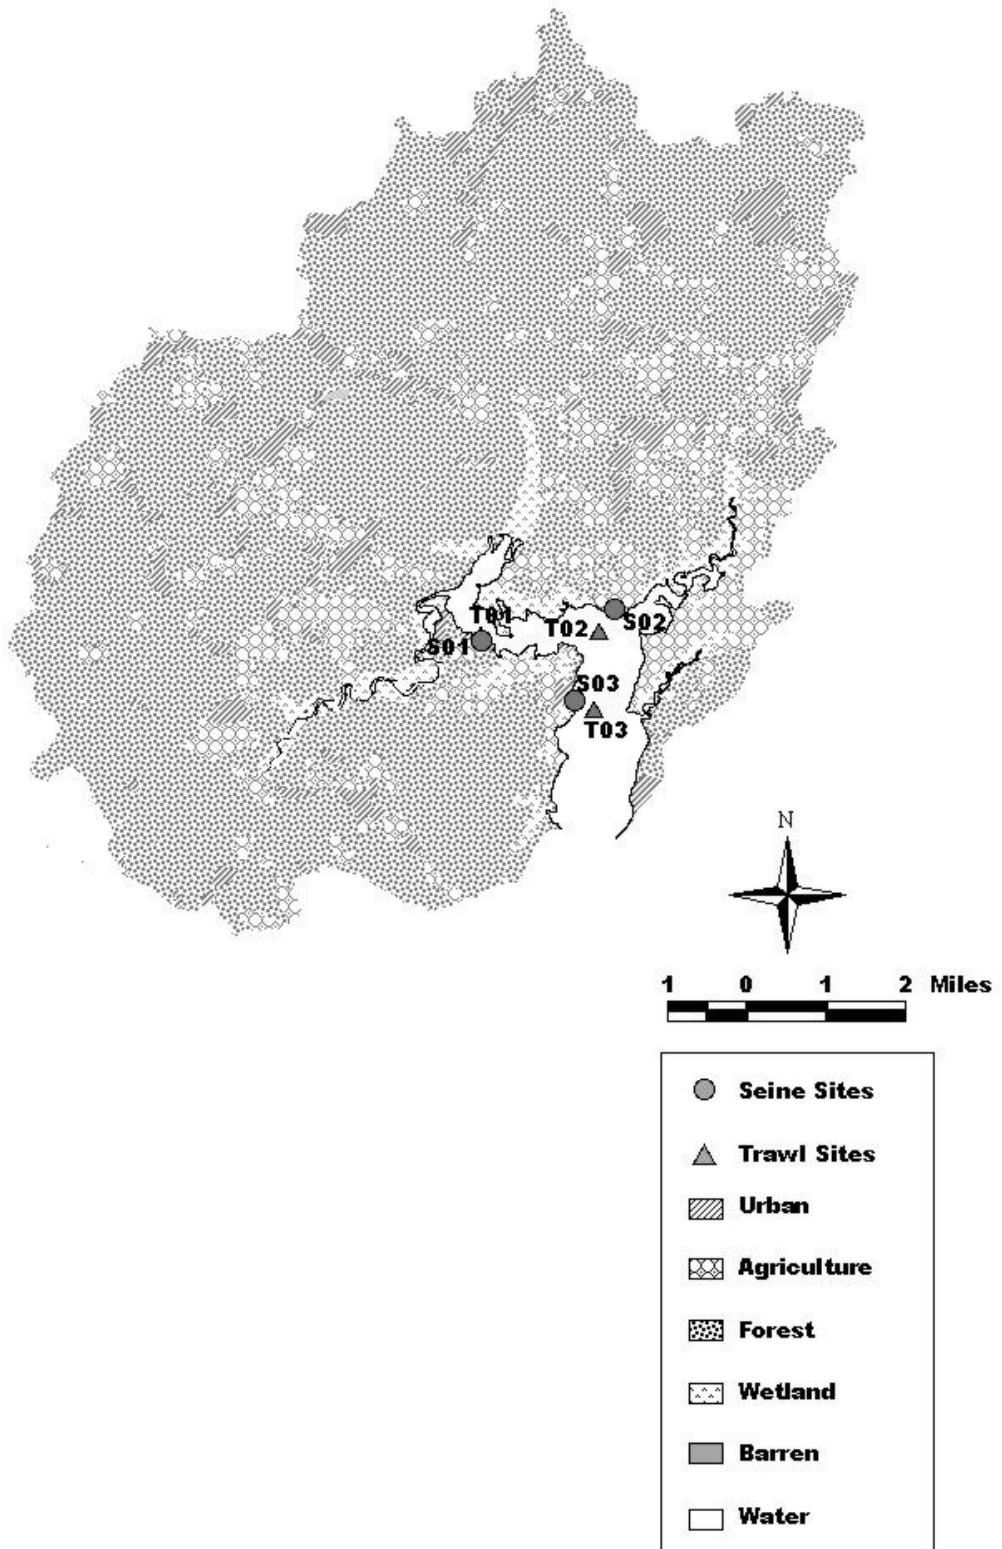 T01
T02
S02
S01
S03
T03
N
1 0 1 2 Miles
Seine Sites
Trawl Sites
Urban
Agriculture
Forest
Wetland
Barren
Water